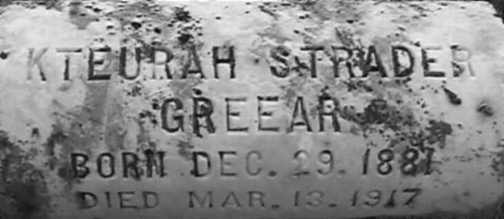 KTEURAH STRADER
GREEAR
BORN DEC. 29. 1881
DIED MAR. 13. 1917